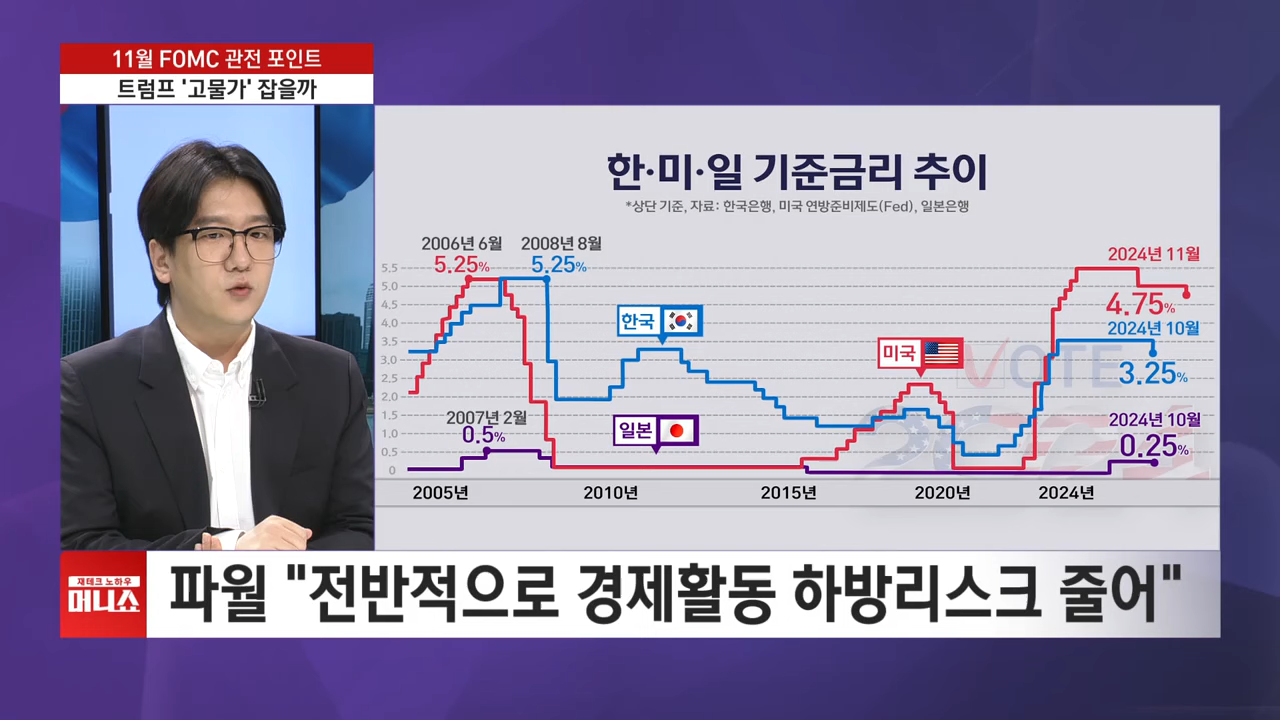 11월 FOMC 관전 포인트
트럼프 '고물가' 잡을까
한·미·일 기준금리 추이
*상단 기준, 자료: 한국은행, 미국 연방준비제도(Fed), 일본은행
2006년 6월
5.25%
2008년 8월
5.25%
2024년 11월
4.75%
2024년 10월
3.25%
한국
미국
일본
2007년 2월
0.5%
2024년 10월
0.25%
VOTE
5.5
5.0
4.5
4.0
3.5
3.0
2.5
2.0
1.5
1.0
0.5
0
2005년
2010년
2015년
2020년
2024년
재테크 노하우
머니쇼
파월 "전반적으로 경제활동 하방리스크 줄어"